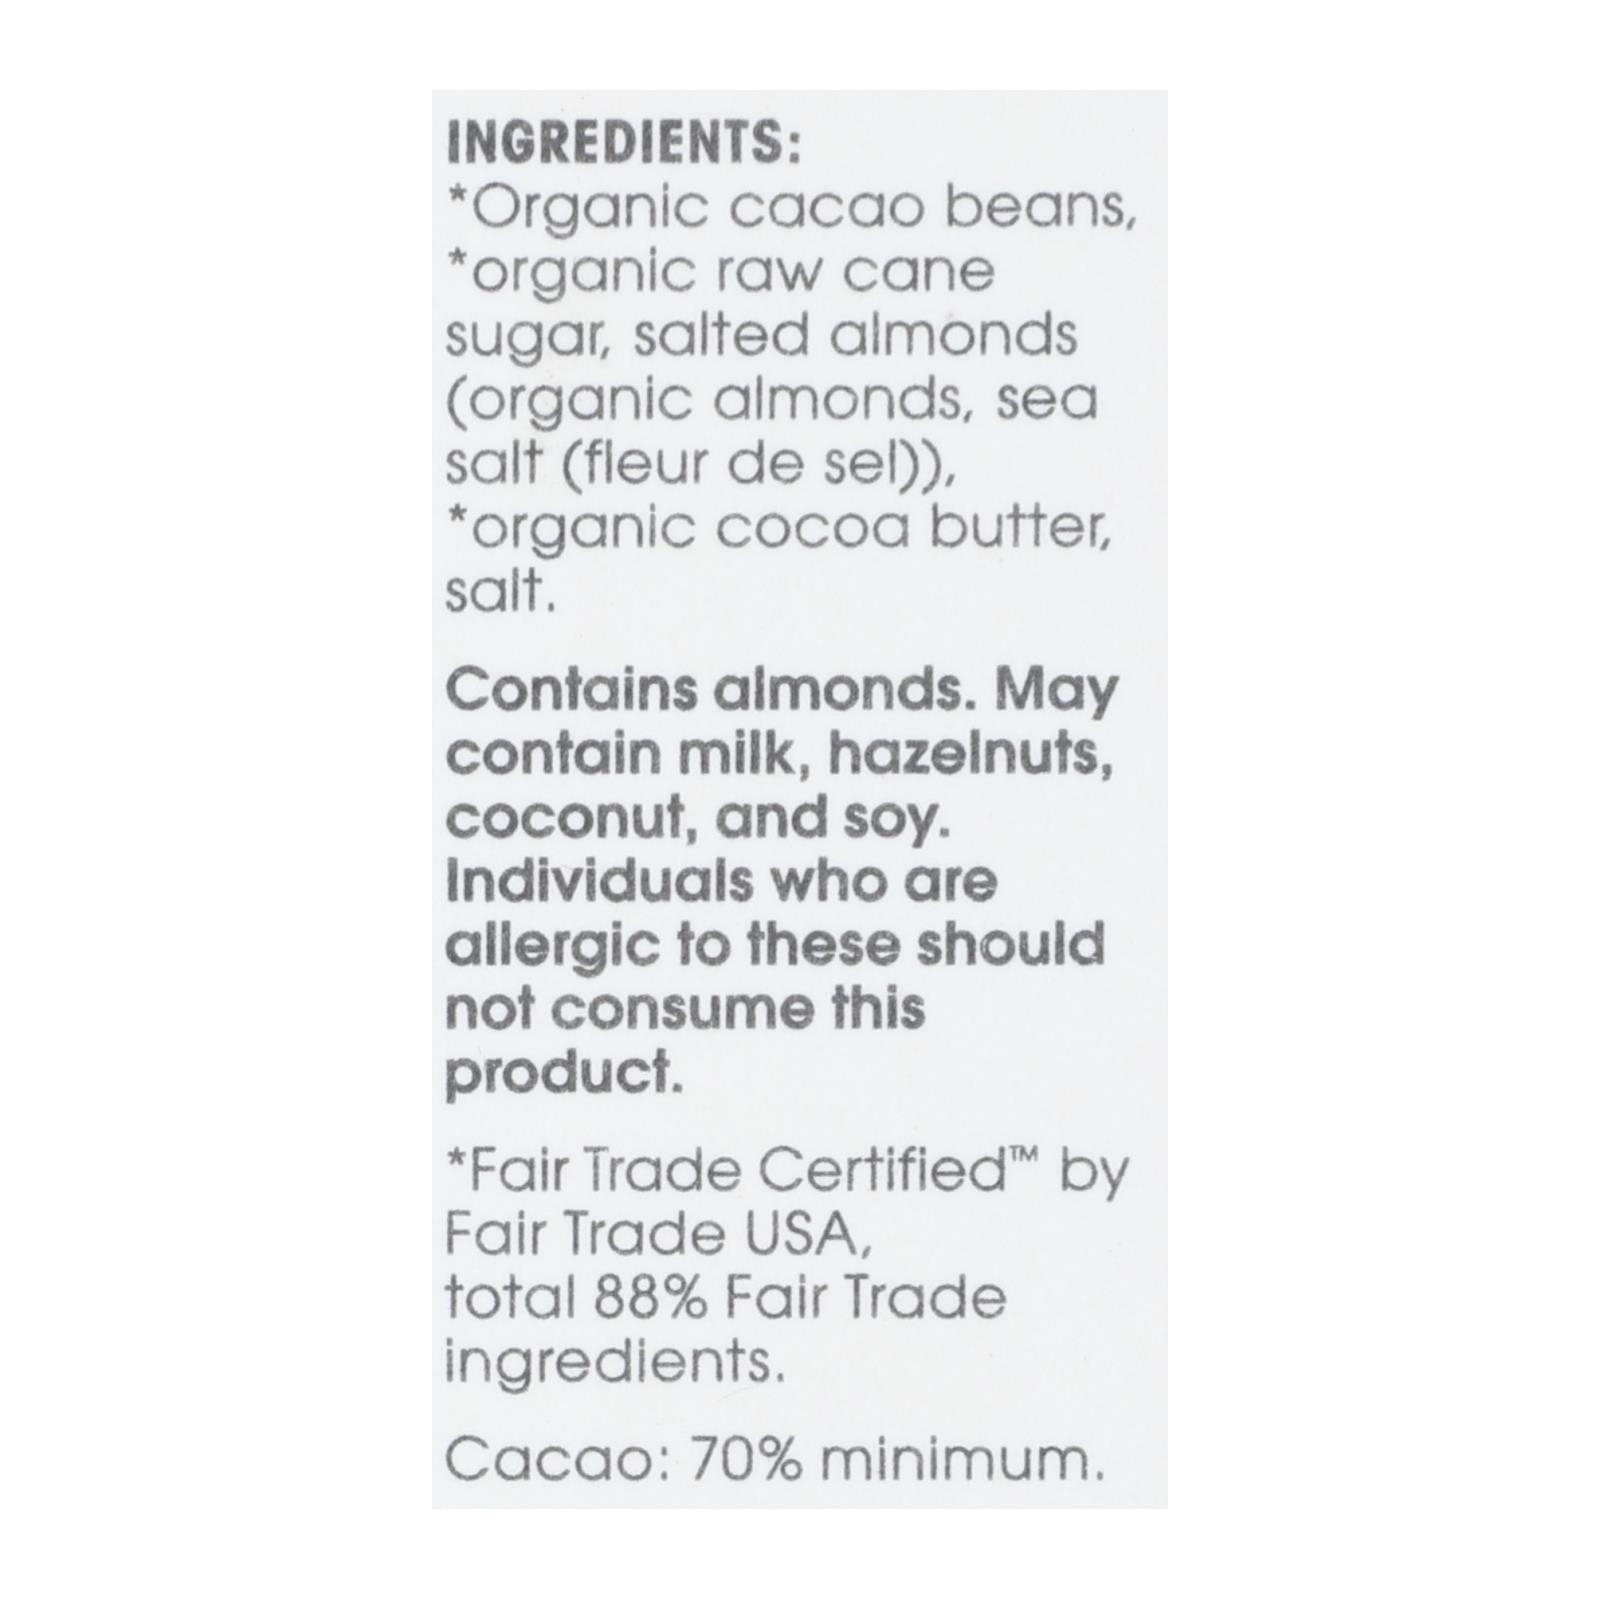 INGREDIENTS:
*Organic cacao beans,
*organic raw cane
sugar, salted almonds
(organic almonds, sea
salt (fleur de sel)),
*organic cocoa butter,
salt.
Contains almonds. May
contain milk, hazelnuts,
coconut, and soy.
Individuals who are
allergic to these should
not consume this
product.
*Fair Trade Certified™ by
Fair Trade USA,
total 88% Fair Trade
ingredients.
Cacao: 70% minimum.